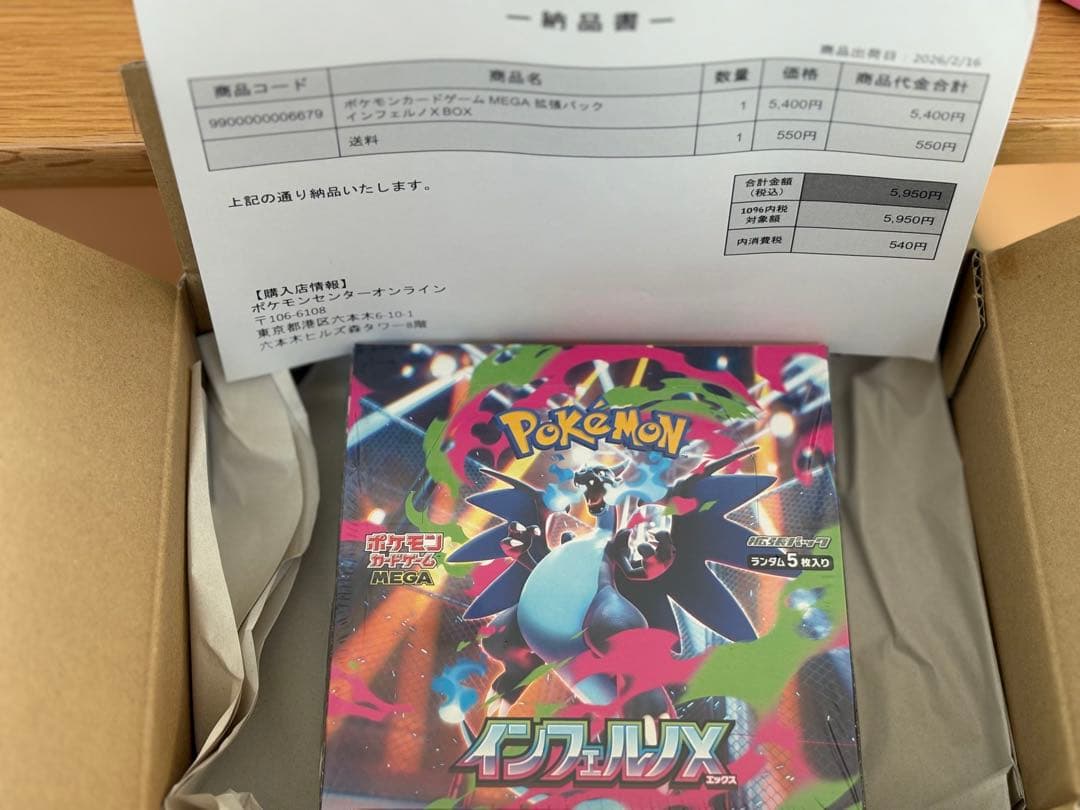 ー納品書ー
商品出荷日：2026/2/16
商品コード 商品名 数量 価格 商品代金合計
9900000006679 ポケモンカードゲーム MEGA 拡張パック
インフェルノX BOX 1 5,400円 5,400円
送料 1 550円 550円
上記の通り納品いたします。
合計金額
（税込） 5,950円
10%内税
対象額 5,950円
内消費税 540円
【購入店情報】
ポケモンセンターオンライン
〒106-6108
東京都港区六本木6-10-1
六本木ヒルズ森タワー8階
POKÉMON
ポケモン
カードゲーム
MEGA
拡張パック
ランダム5枚入り
インフェルノX
エックス